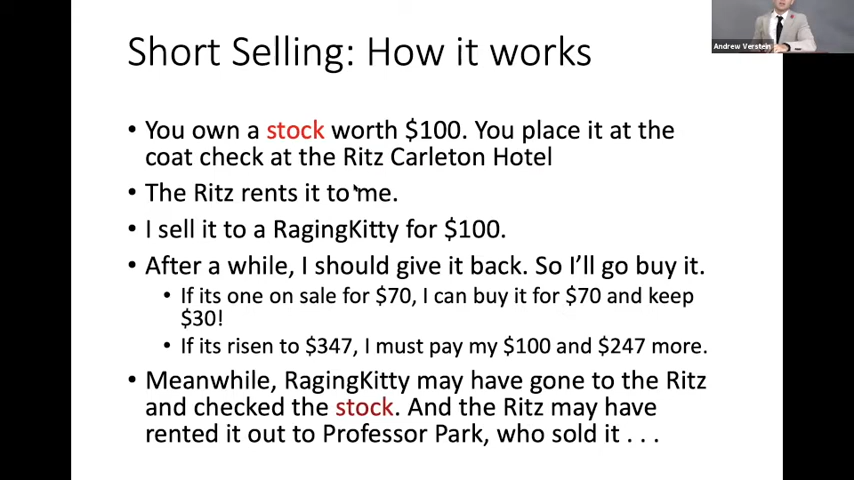 Short Selling: How it works
Andrew Verstein
• You own a stock worth $100. You place it at the
coat check at the Ritz Carleton Hotel
• The Ritz rents it to me.
• I sell it to a RagingKitty for $100.
• After a while, I should give it back. So I'll go buy it.
• If its one on sale for $70, I can buy it for $70 and keep
$30!
• If its risen to $347, I must pay my $100 and $247 more.
• Meanwhile, RagingKitty may have gone to the Ritz
and checked the stock. And the Ritz may have
rented it out to Professor Park, who sold it . . .